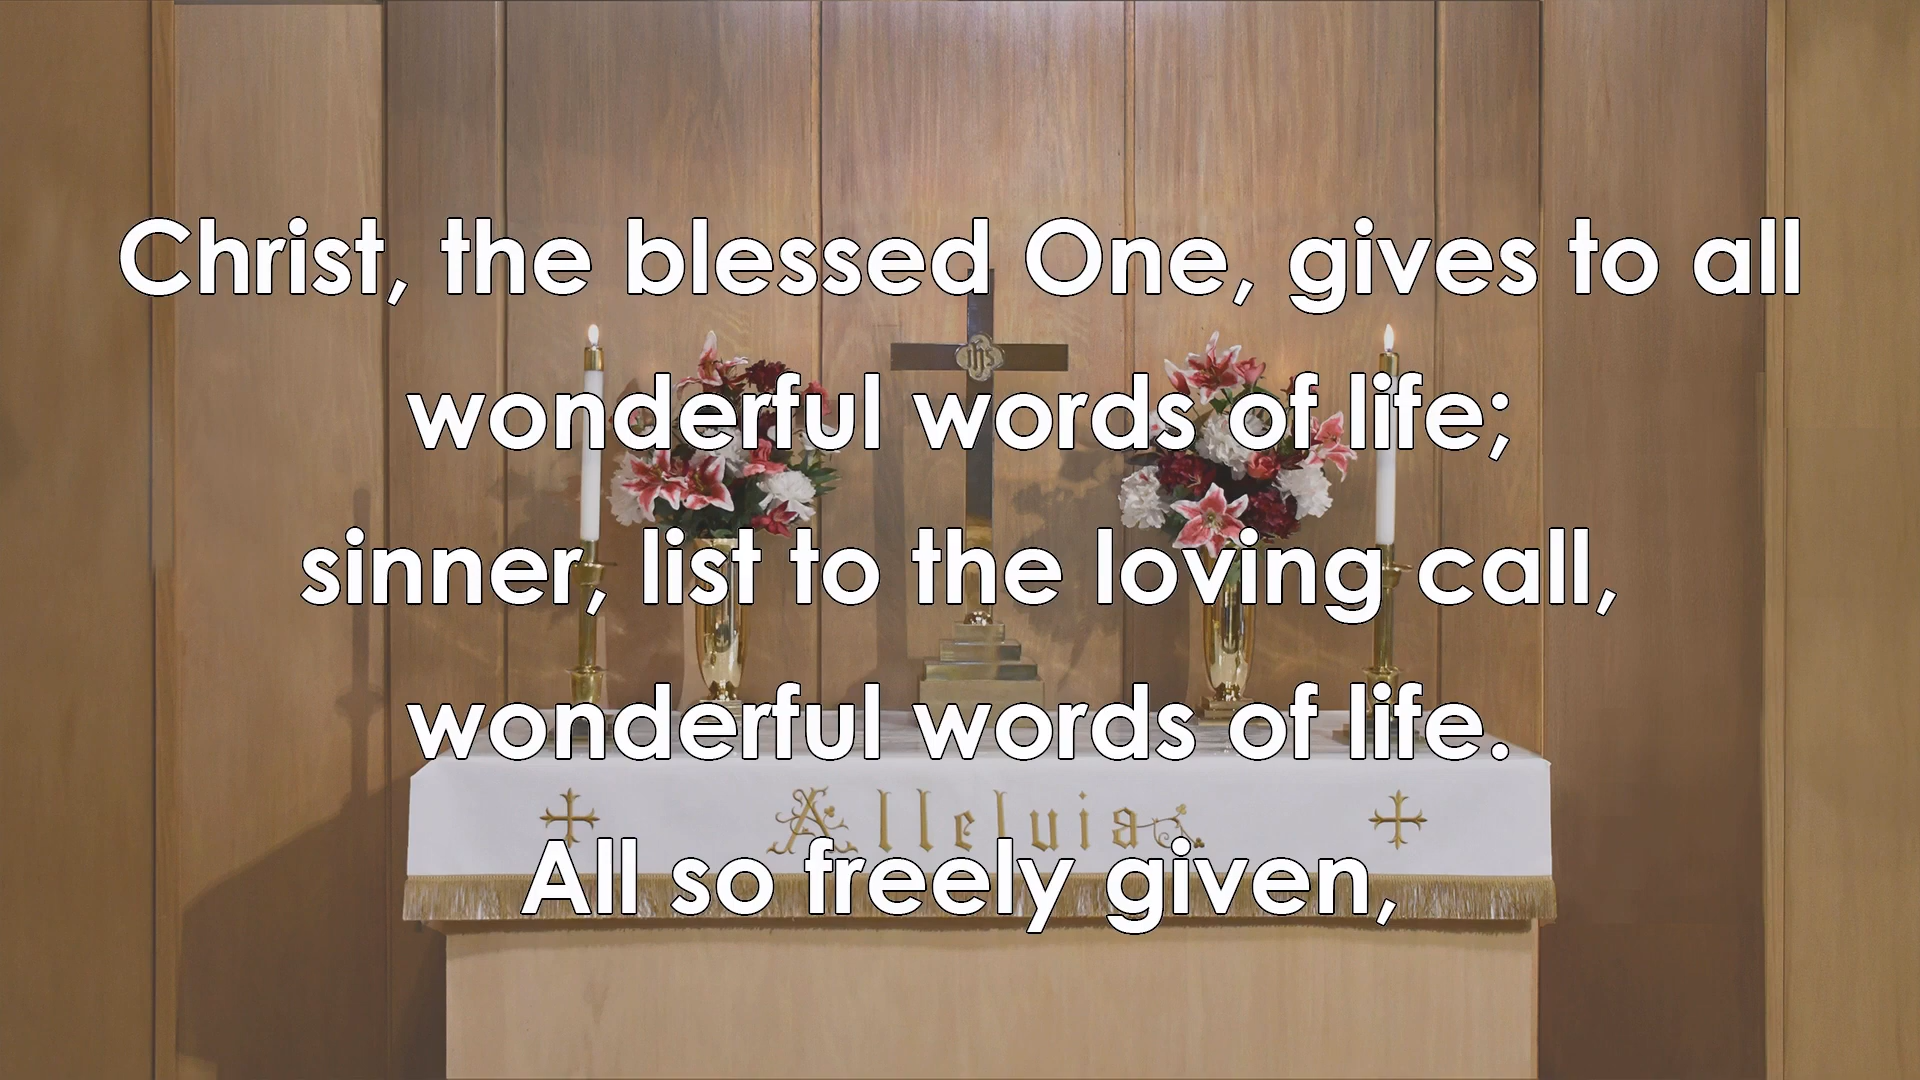 Christ, the blessed One, gives to all
ihs
wonderful words of life;
sinner, list to the loving call,
wonderful words of life.
Alleluia
All so freely given,